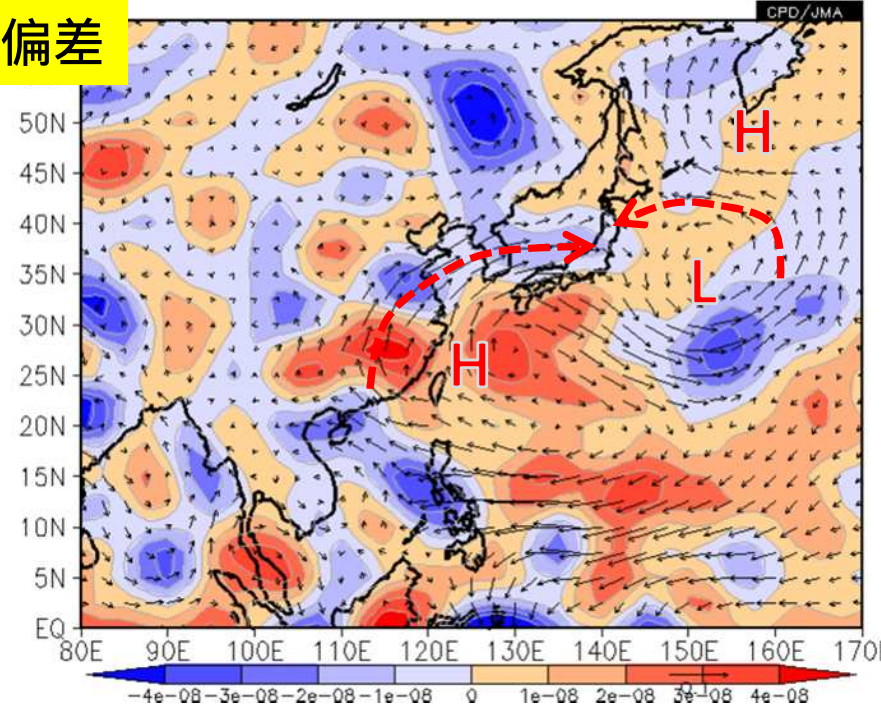 CPD/JMA
偏差
50N
H
45N
40N
35N
L
30N
H
25N
20N
15N
10N
5N
EQ
80E 90E 100E 110E 120E 130E 140E 150E 160E 170
-4e-08 -3e-08 -2e-08 -1e-08 0 1e-08 2e-08 3e-08 4e-08